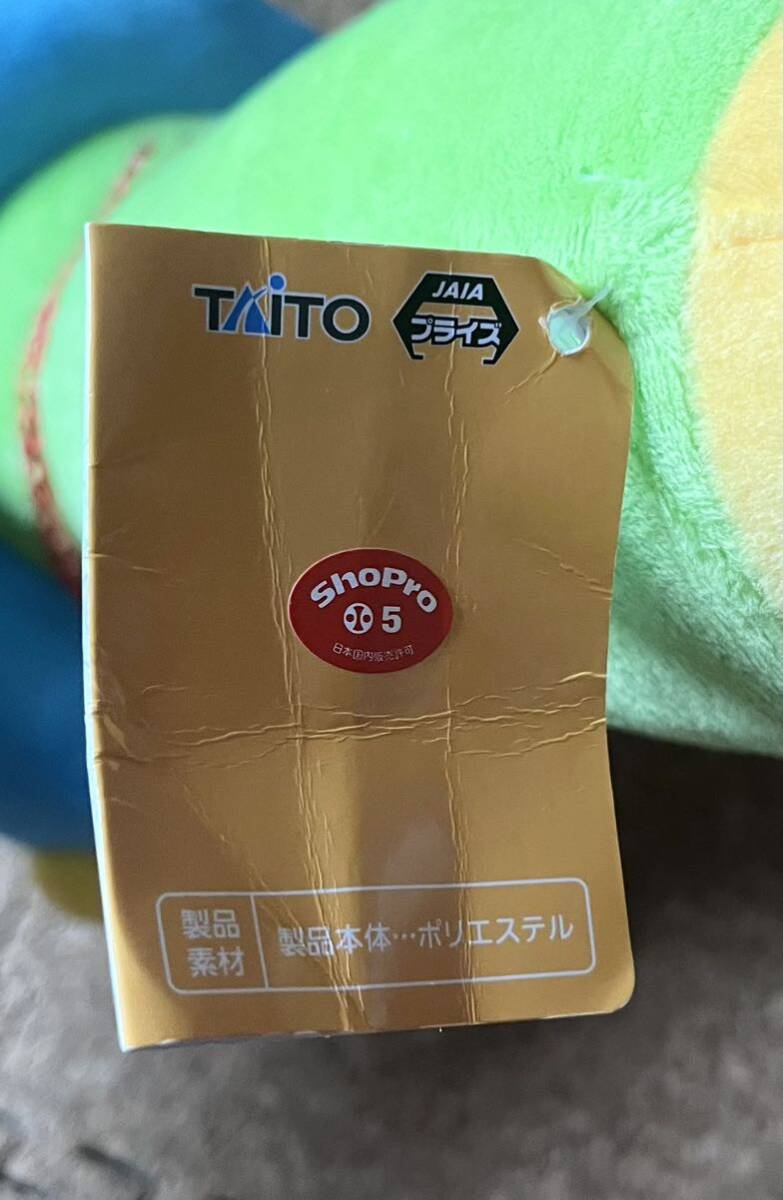 TAITO
JAIA
プライズ
ShoPro
5
日本国内販売許可
製品
素材
製品本体…ポリエステル